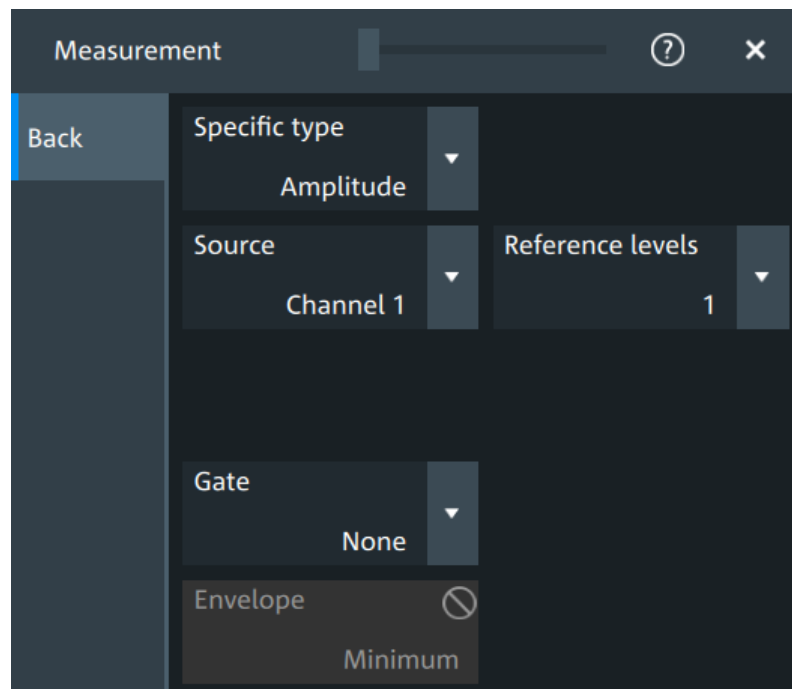 Measurement
Back
Specific type
Amplitude
Source
Channel 1
Reference levels
1
Gate
None
Envelope
Minimum